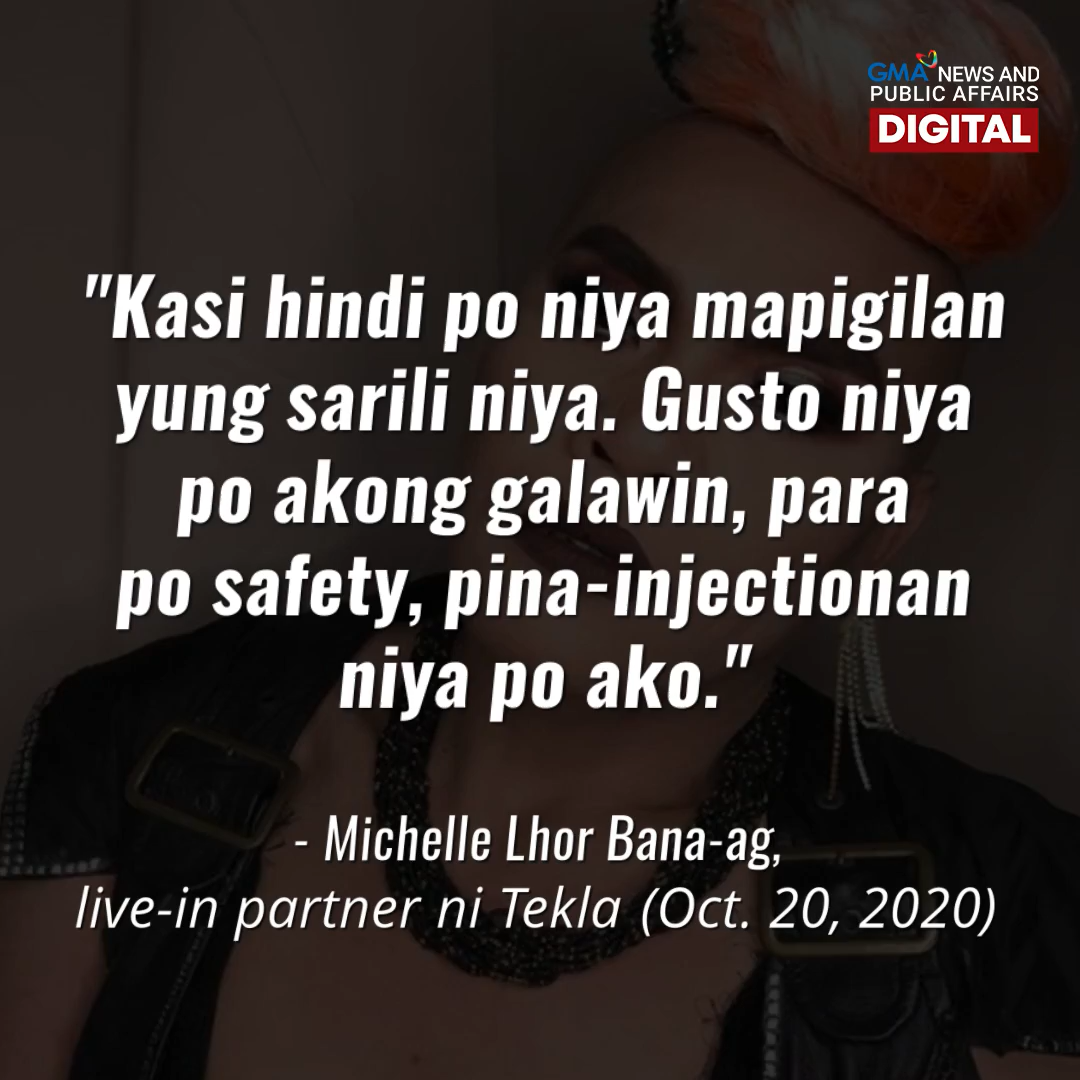 GMA NEWS AND
PUBLIC AFFAIRS
DIGITAL
"Kasi hindi po niya mapigilan
yung sarili niya. Gusto niya
po akong galawin, para
po safety, pina-injectionan
niya po ako."
- Michelle Lhor Bana-ag,
live-in partner ni Tekla (Oct. 20, 2020)